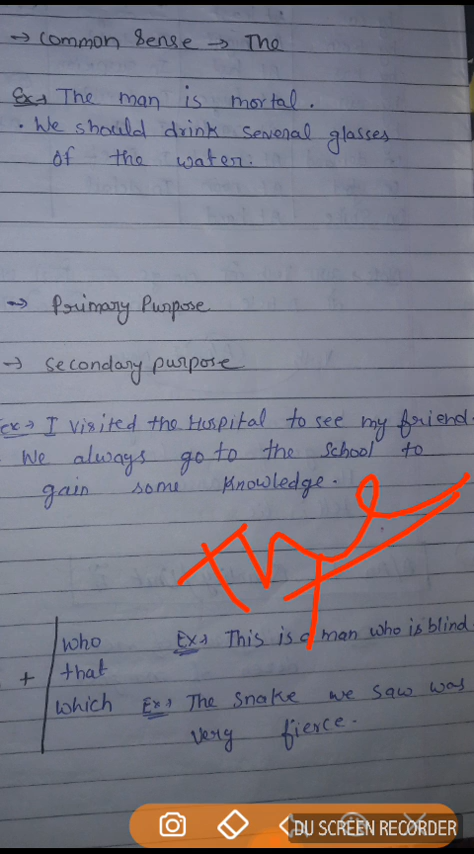 → Common Sense → The
Ex→ The man is mortal.
. We should drink several glasses
of the water.
→ Primary Purpose
→ Secondary purpose
Ex→ I visited the Hospital to see my friend.
We always go to the School to
gain some knowledge.
who Ex→ This is a man who is blind
+ that
which Ex→ The snake we saw was
very fierce.
DU SCREEN RECORDER